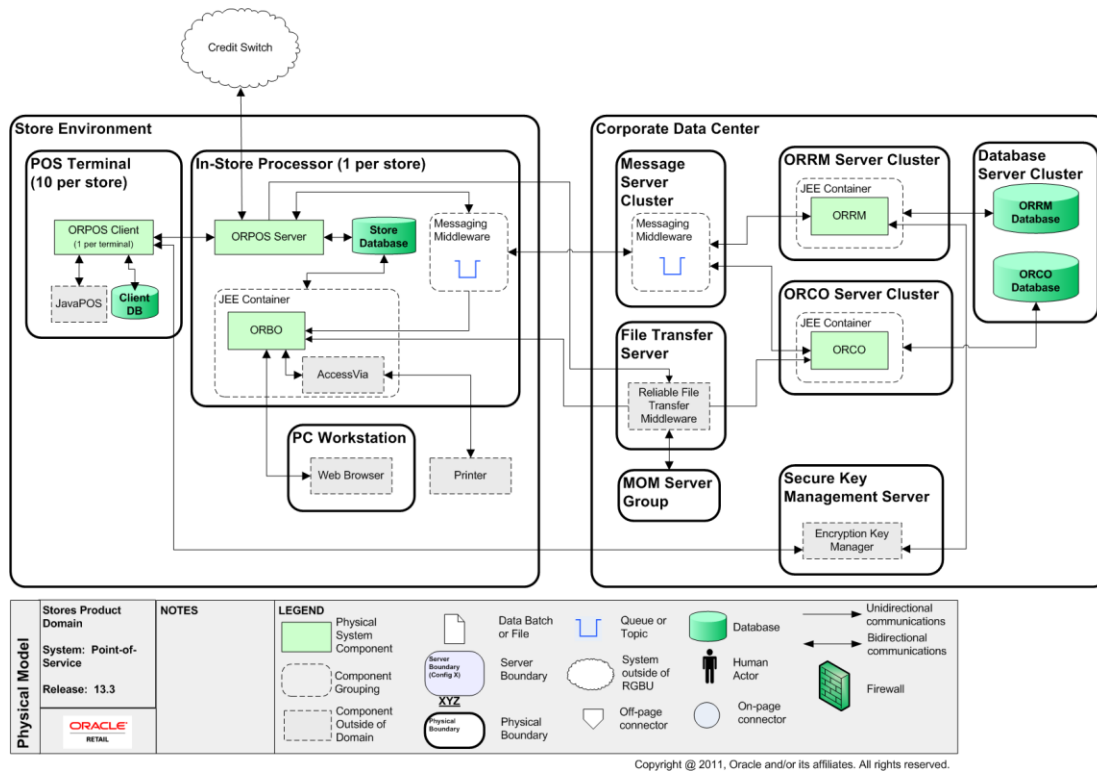 Credit Switch
Store Environment
POS Terminal
(10 per store)
ORPOS Client
(1 per terminal)
JavaPOS
Client
DB
In-Store Processor (1 per store)
ORPOS Server
Store
Database
Messaging
Middleware
JEE Container
ORBO
AccessVia
PC Workstation
Web Browser
Printer
Corporate Data Center
Message
Server
Cluster
Messaging
Middleware
File Transfer
Server
Reliable File
Transfer
Middleware
MOM Server
Group
ORRM Server Cluster
JEE Container
ORRM
ORCO Server Cluster
JEE Container
ORCO
Database
Server Cluster
ORRM
Database
ORCO
Database
Secure Key
Management Server
Encryption Key
Manager
Physical Model
Stores Product
Domain
System: Point-of-
Service
Release: 13.3
ORACLE
RETAIL
NOTES
LEGEND
Physical
System
Component
Component
Grouping
Component
Outside of
Domain
Data Batch
or File
Server
Boundary
(Config X)
XYZ
Server
Boundary
Physical
Boundary
Physical
Boundary
Queue or
Topic
System
outside of
RGBU
Off-page
connector
Database
Human
Actor
On-page
connector
Unidirectional
communications
Bidirectional
communications
Firewall
Copyright @ 2011, Oracle and/or its affiliates. All rights reserved.